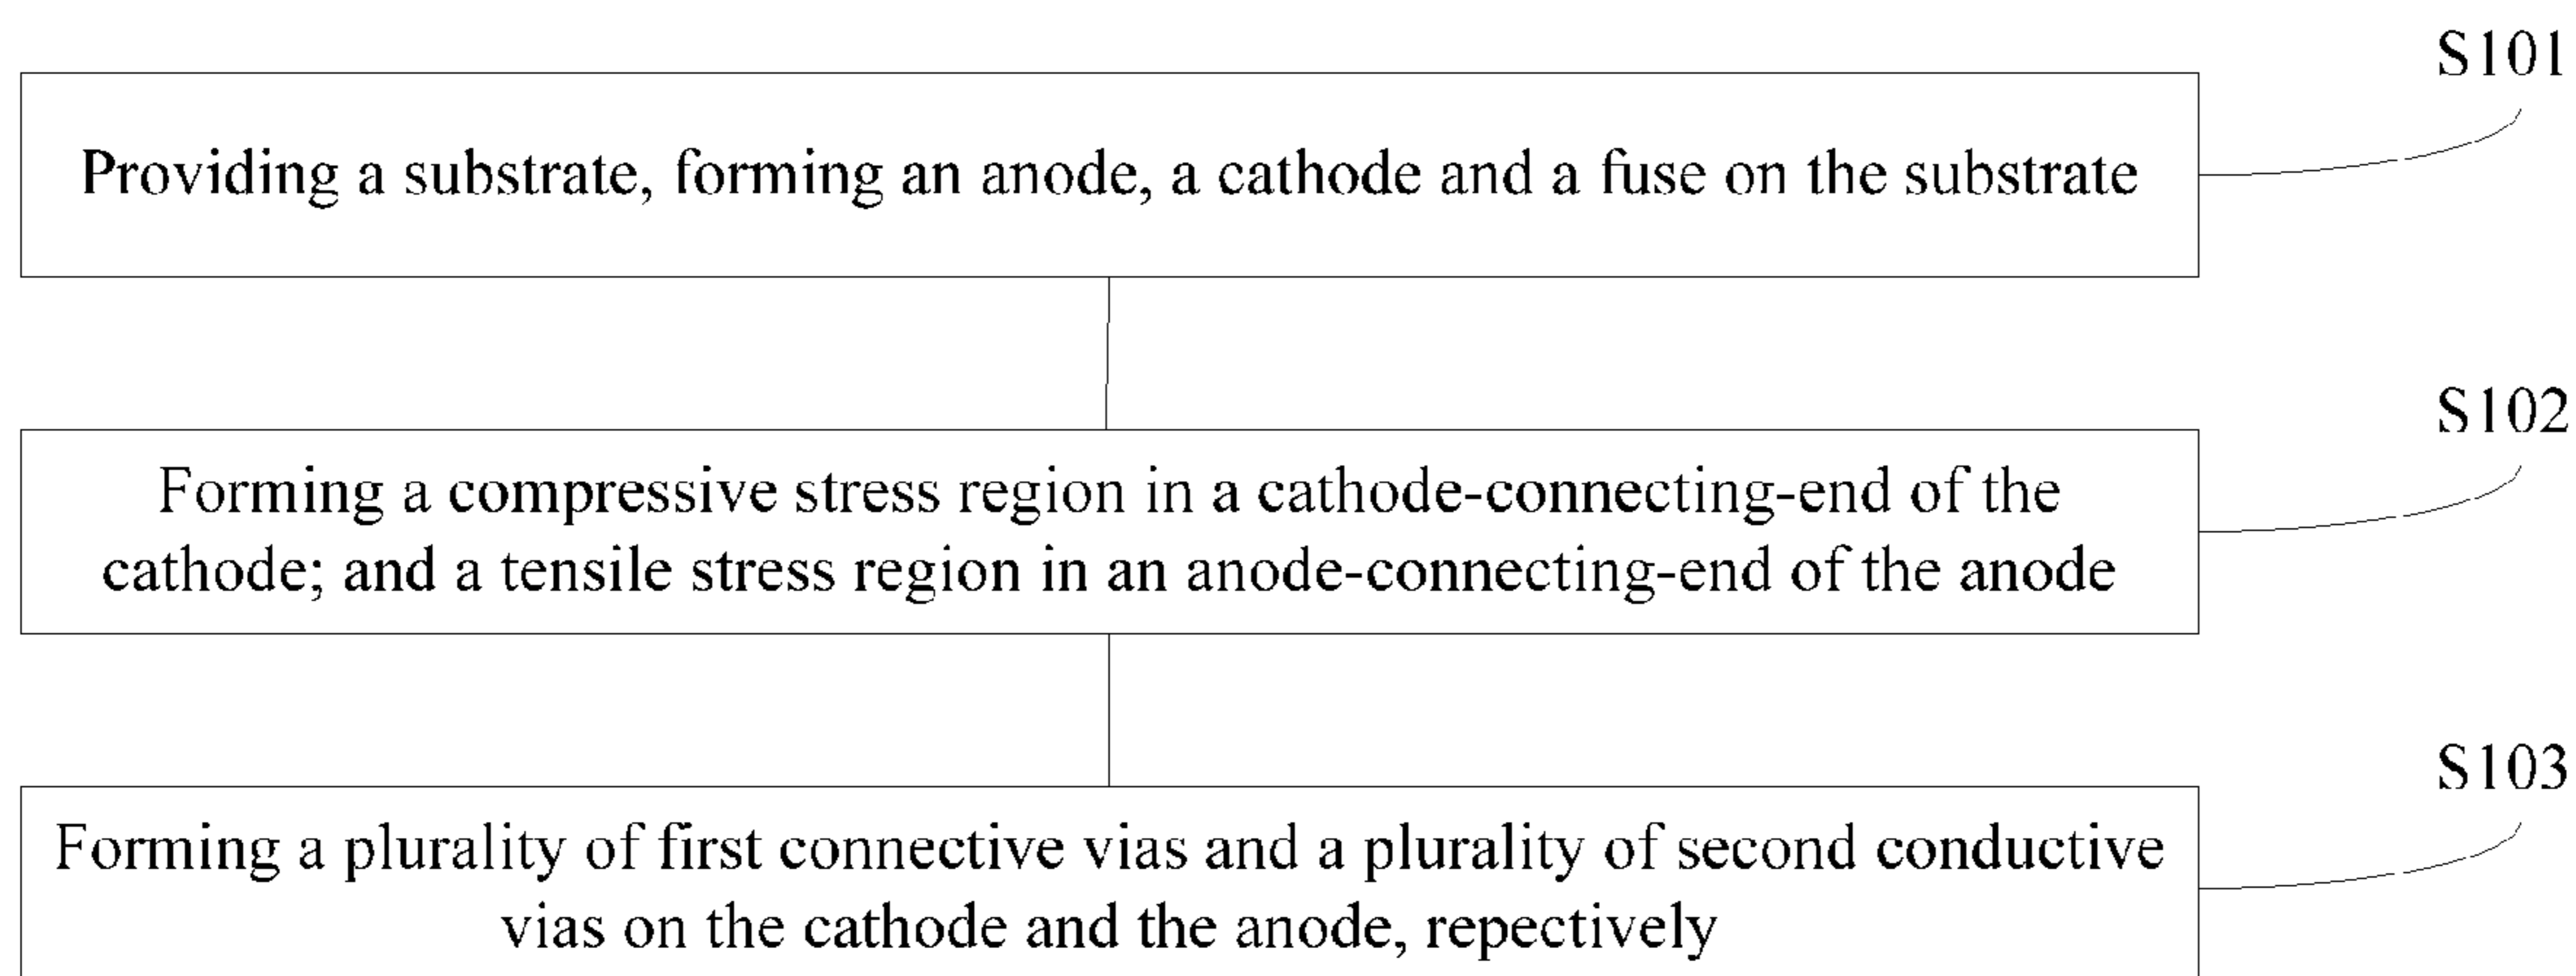 S101
Providing a substrate, forming an anode, a cathode and a fuse on the substrate
S102
Forming a compressive stress region in a cathode-connecting-end of the
cathode; and a tensile stress region in an anode-connecting-end of the anode
S103
Forming a plurality of first connective vias and a plurality of second conductive
vias on the cathode and the anode, repectively